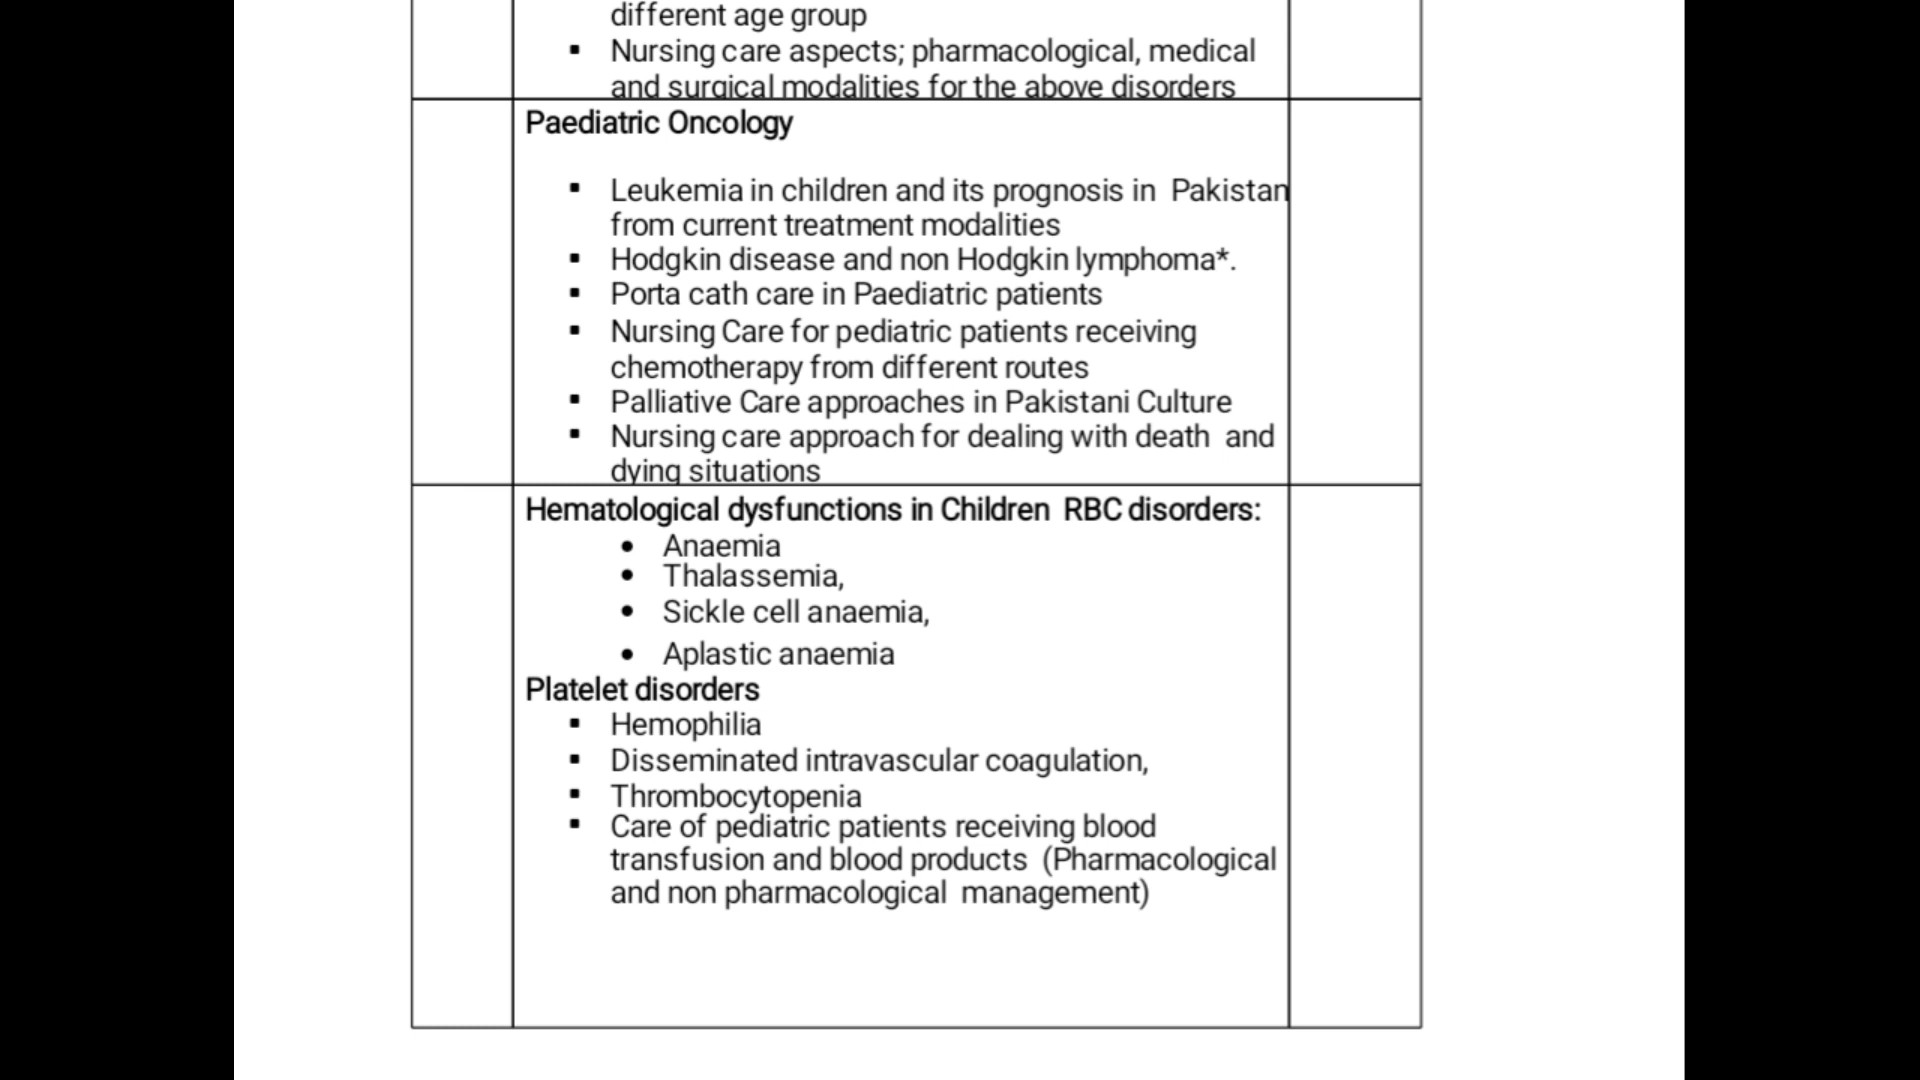 different age group
▪ Nursing care aspects; pharmacological, medical
and surgical modalities for the above disorders
Paediatric Oncology
▪ Leukemia in children and its prognosis in Pakistan
from current treatment modalities
▪ Hodgkin disease and non Hodgkin lymphoma*.
▪ Porta cath care in Paediatric patients
▪ Nursing Care for pediatric patients receiving
chemotherapy from different routes
▪ Palliative Care approaches in Pakistani Culture
▪ Nursing care approach for dealing with death and
dying situations
Hematological dysfunctions in Children RBC disorders:
• Anaemia
• Thalassemia,
• Sickle cell anaemia,
• Aplastic anaemia
Platelet disorders
▪ Hemophilia
▪ Disseminated intravascular coagulation,
▪ Thrombocytopenia
▪ Care of pediatric patients receiving blood
transfusion and blood products (Pharmacological
and non pharmacological management)